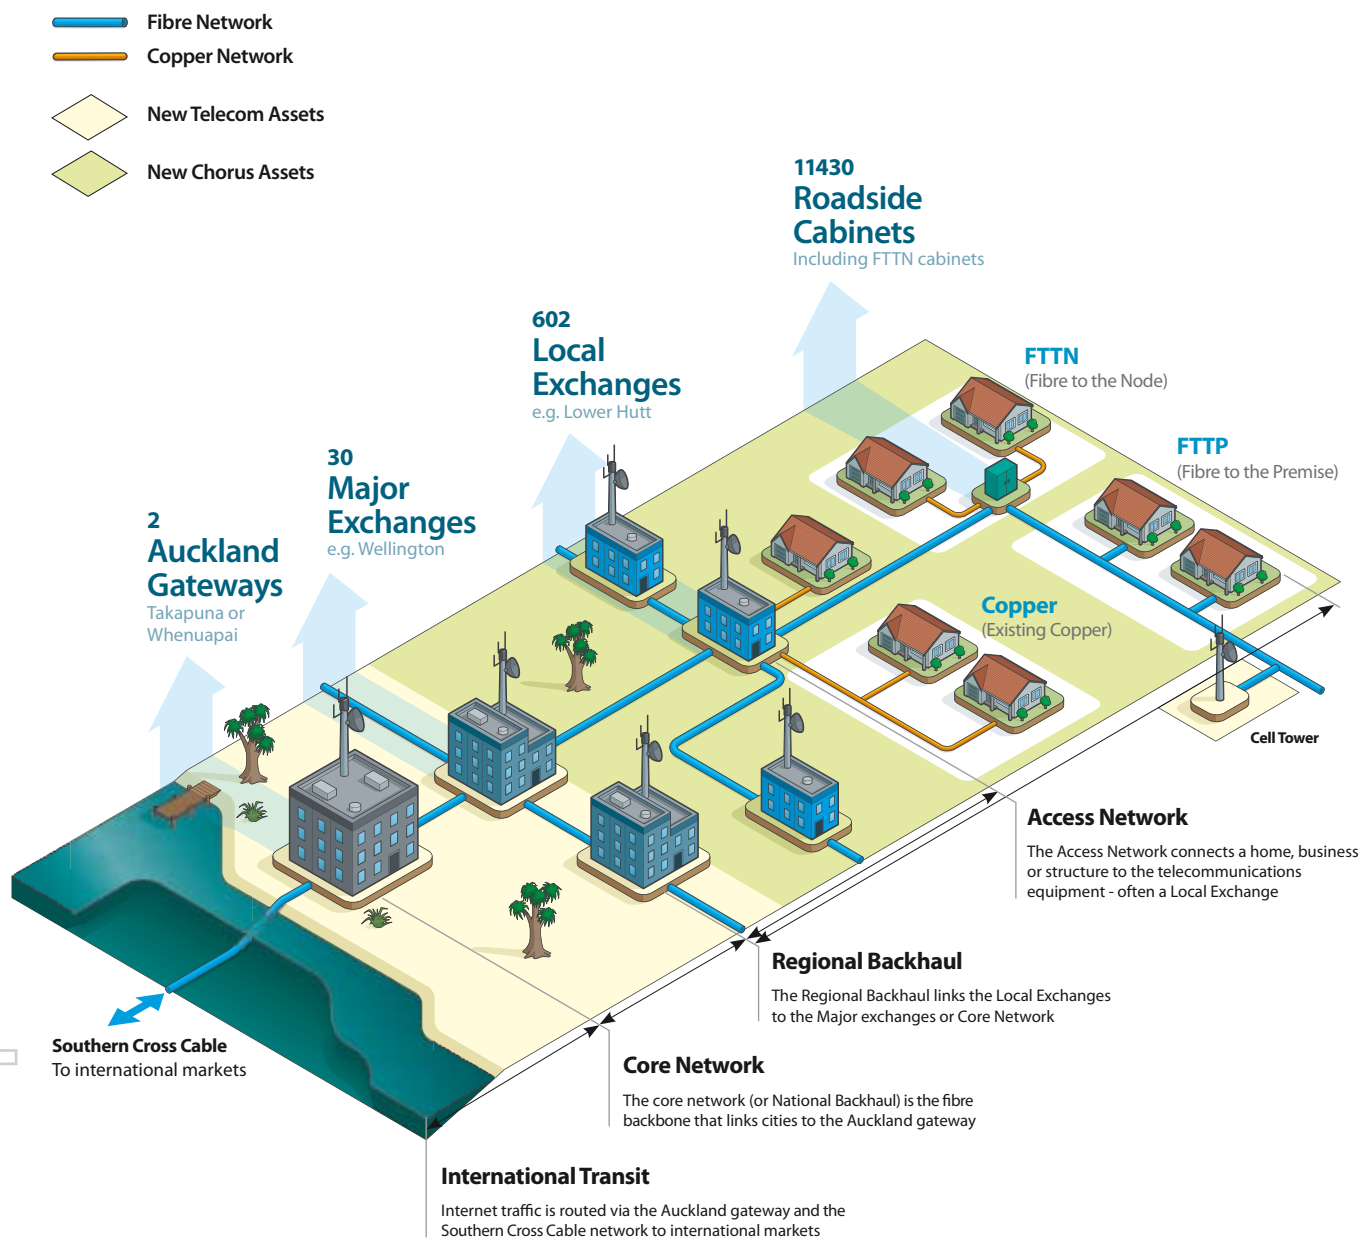 Fibre Network
Copper Network
New Telecom Assets
New Chorus Assets
11430
Roadside
Cabinets
Including FTTN cabinets
602
Local
Exchanges
e.g. Lower Hutt
30
Major
Exchanges
e.g. Wellington
2
Auckland
Gateways
Takapuna or
Whenuapai
FTTN
(Fibre to the Node)
FTTP
(Fibre to the Premise)
Copper
(Existing Copper)
Cell Tower
Access Network
The Access Network connects a home, business
or structure to the telecommunications
equipment - often a Local Exchange
Regional Backhaul
The Regional Backhaul links the Local Exchanges
to the Major exchanges or Core Network
Southern Cross Cable
To international markets
Core Network
The core network (or National Backhaul) is the fibre
backbone that links cities to the Auckland gateway
International Transit
Internet traffic is routed via the Auckland gateway and the
Southern Cross Cable network to international markets